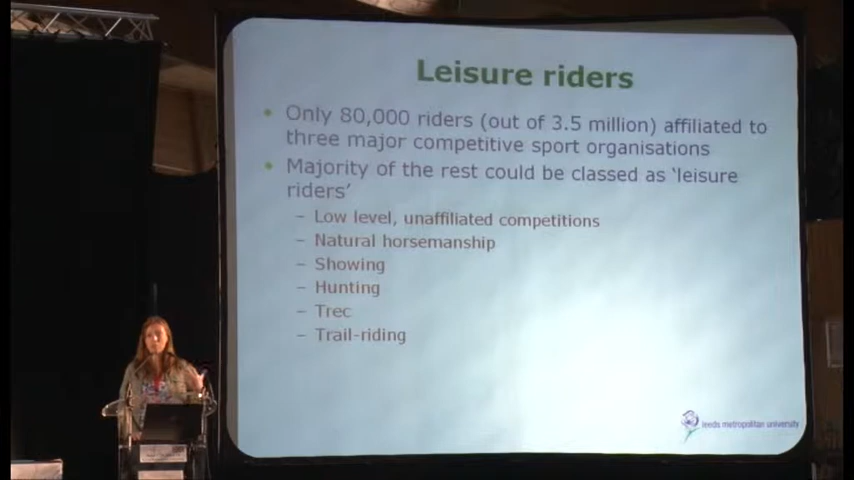 Leisure riders
• Only 80,000 riders (out of 3.5 million) affiliated to
three major competitive sport organisations
• Majority of the rest could be classed as 'leisure
riders'
– Low level, unaffiliated competitions
– Natural horsemanship
– Showing
– Hunting
– Trec
– Trail-riding
leeds metropolitan university